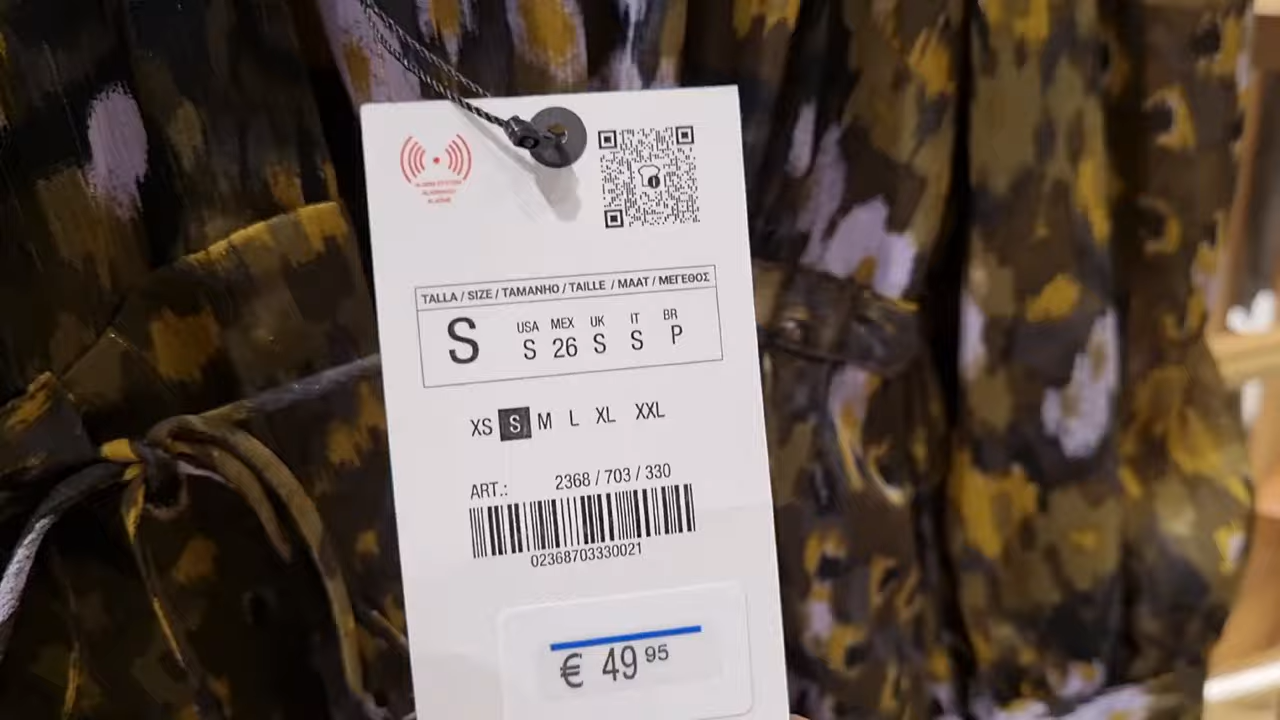 TALLA / SIZE / TAMANHO / TAILLE / MAAT / ΜΕΓΕΘΟΣ
S
USA MEX UK IT BR
S 26 S S P
XS S M L XL XXL
ART.: 2368 / 703 / 330
02368703330021
€ 49 95